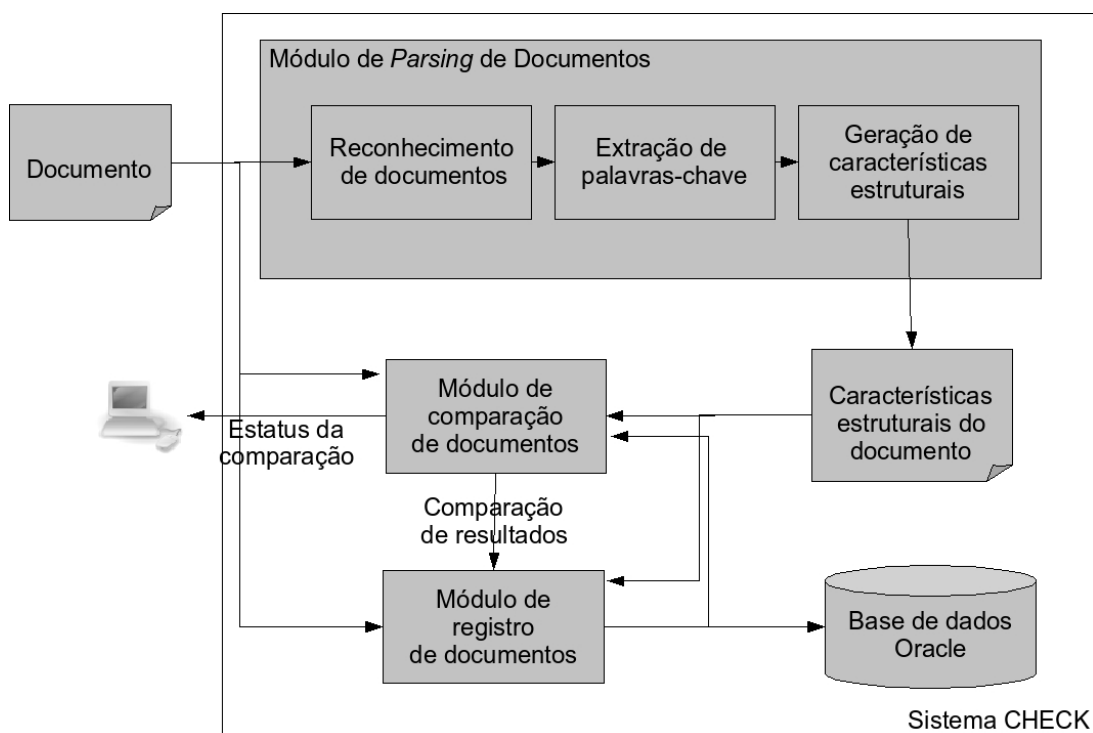 Módulo de Parsing de Documentos
Documento
Reconhecimento
de documentos
Extração de
palavras-chave
Geração de
característícas
estruturais
Módulo de
comparação
de documentos
Característícas
estruturais do
documento
Estatus da
comparação
Comparação
de resultados
Módulo de
registro
de documentos
Base de dados
Oracle
Sistema CHECK